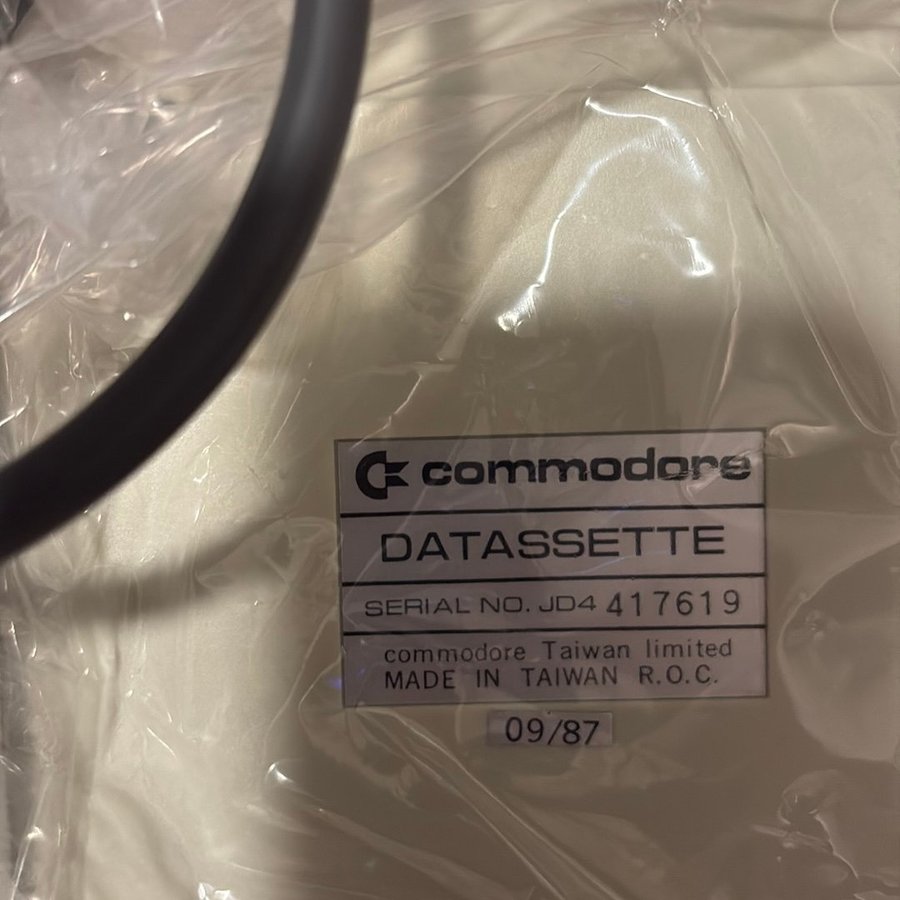 commodore
DATASSETTE
SERIAL NO. JD4 417619
commodore Taiwan limited
MADE IN TAIWAN R.O.C.
09/87